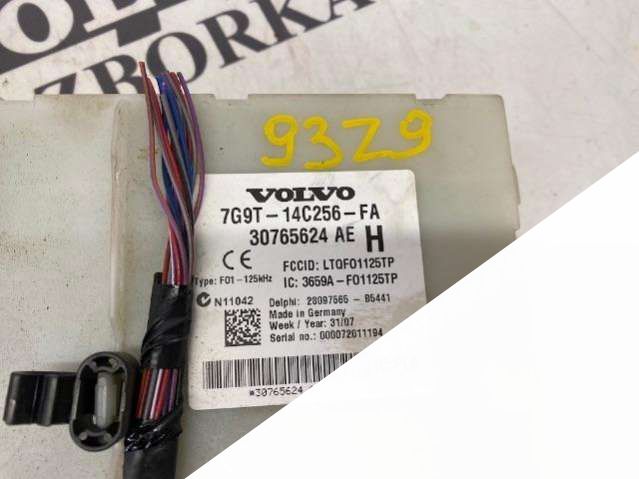 ZBORKA
9329
VOLVO
7G9T-14C256-FA
30765624 AE H
CE FCCID: LTQFO1125TP
Type: F01-125kHz IC: 3659A-F01125TP
N11042 Delphi: 28097565 - B5441
Made in Germany
Week / Year: 31/07
Serial no.: 000072611194
*30765624